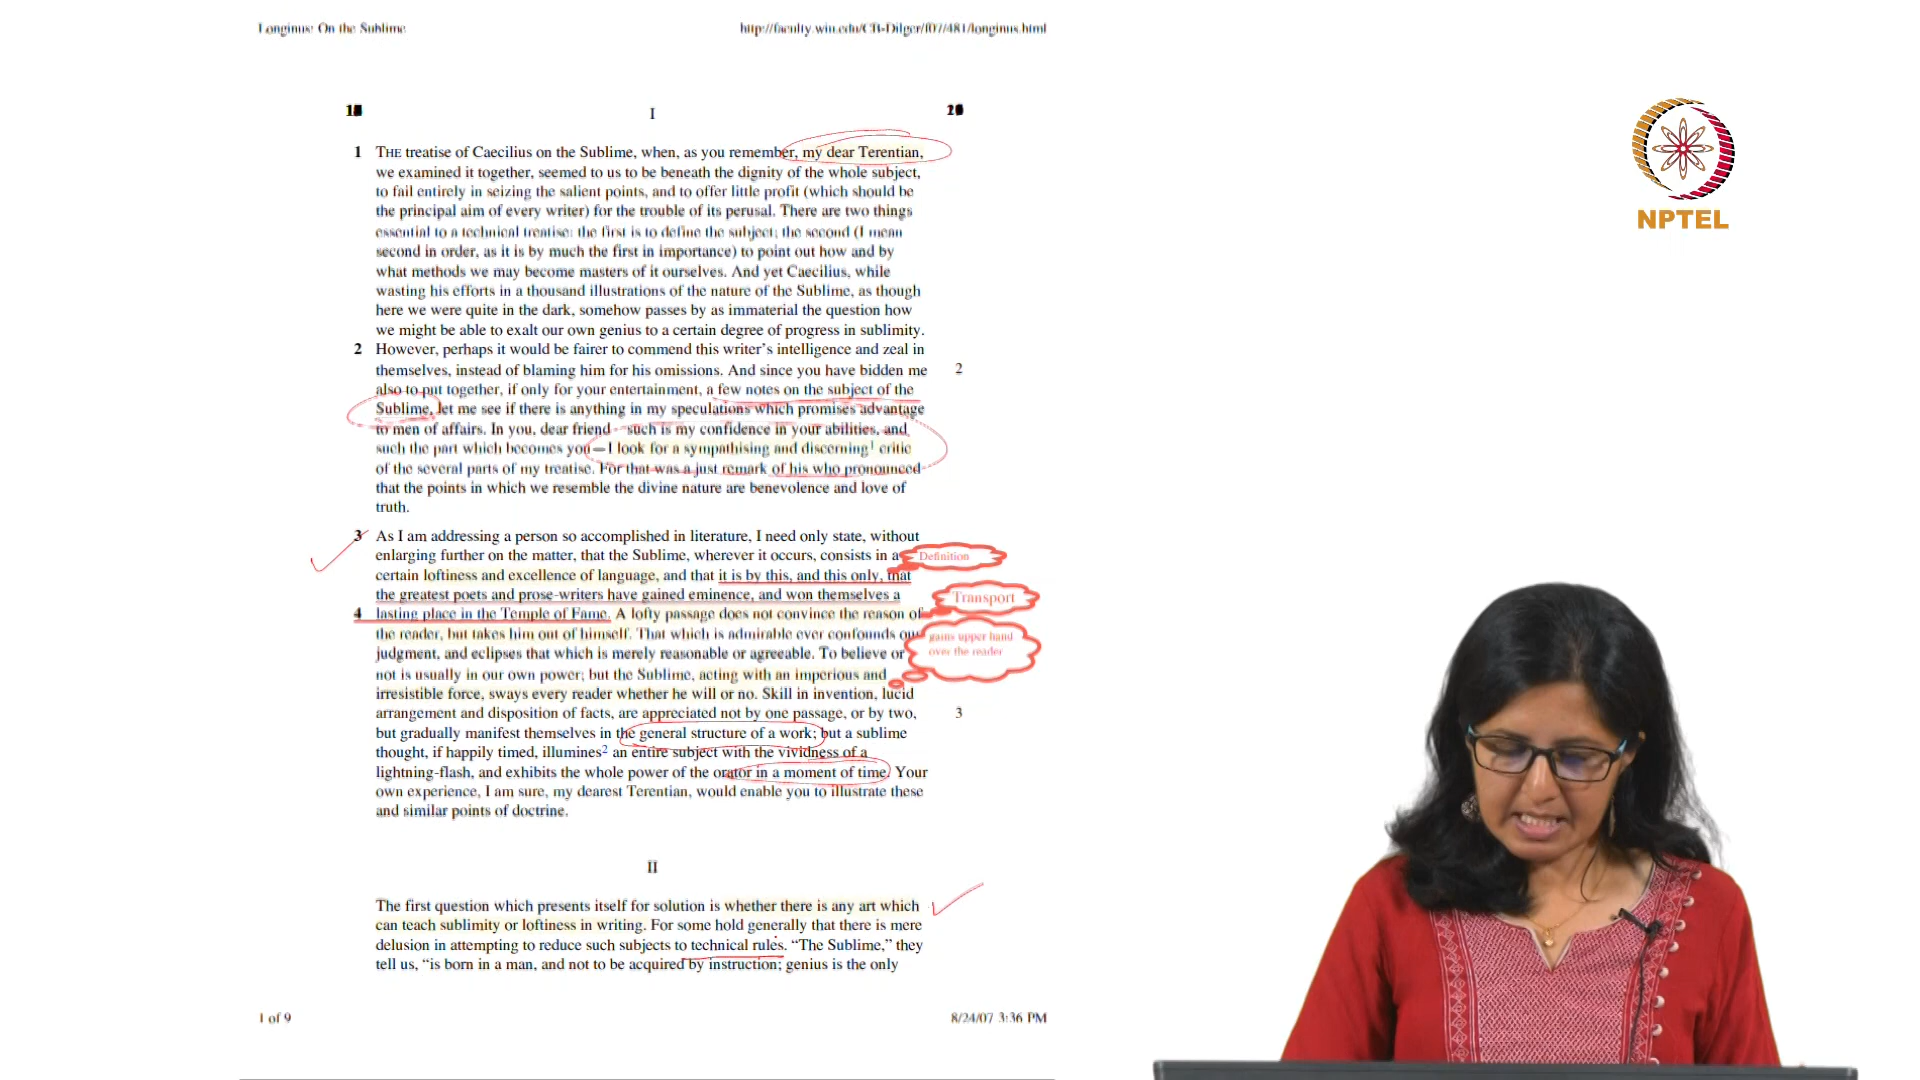 Longinus: On the Sublime
http://faculty.wiu.edu/CB-Dilger/f07/481/longinus.html
NPTEL
I
1 THE treatise of Caecilius on the Sublime, when, as you remember, my dear Terentian,
we examined it together, seemed to us to be beneath the dignity of the whole subject,
to fail entirely in seizing the salient points, and to offer little profit (which should be
the principal aim of every writer) for the trouble of its perusal. There are two things
essential to a technical treatise: the first is to define the subject; the second (I mean
second in order, as it is by much the first in importance) to point out how and by
what methods we may become masters of it ourselves. And yet Caecilius, while
wasting his efforts in a thousand illustrations of the nature of the Sublime, as though
here we were quite in the dark, somehow passes by as immaterial the question how
we might be able to exalt our own genius to a certain degree of progress in sublimity.
2 However, perhaps it would be fairer to commend this writer’s intelligence and zeal in
themselves, instead of blaming him for his omissions. And since you have bidden me 2
also to put together, if only for your entertainment, a few notes on the subject of the
Sublime, let me see if there is anything in my speculations which promises advantage
to men of affairs. In you, dear friend—such is my confidence in your abilities, and
such the part which becomes you—I look for a sympathising and discerning1 critic
of the several parts of my treatise. For that was a just remark of his who pronounced
that the points in which we resemble the divine nature are benevolence and love of
truth.
3 As I am addressing a person so accomplished in literature, I need only state, without
enlarging further on the matter, that the Sublime, wherever it occurs, consists in a
Definition
certain loftiness and excellence of language, and that it is by this, and this only, that
the greatest poets and prose-writers have gained eminence, and won themselves a
Transport
4 lasting place in the Temple of Fame. A lofty passage does not convince the reason of
the reader, but takes him out of himself. That which is admirable ever confounds our
gains upper hand
over the reader
judgment, and eclipses that which is merely reasonable or agreeable. To believe or
not is usually in our own power; but the Sublime, acting with an imperious and
irresistible force, sways every reader whether he will or no. Skill in invention, lucid
arrangement and disposition of facts, are appreciated not by one passage, or by two, 3
but gradually manifest themselves in the general structure of a work; but a sublime
thought, if happily timed, illumines2 an entire subject with the vividness of a
lightning-flash, and exhibits the whole power of the orator in a moment of time. Your
own experience, I am sure, my dearest Terentian, would enable you to illustrate these
and similar points of doctrine.
II
The first question which presents itself for solution is whether there is any art which
can teach sublimity or loftiness in writing. For some hold generally that there is mere
delusion in attempting to reduce such subjects to technical rules. “The Sublime,” they
tell us, “is born in a man, and not to be acquired by instruction; genius is the only
1 of 9
8/24/07 3:36 PM